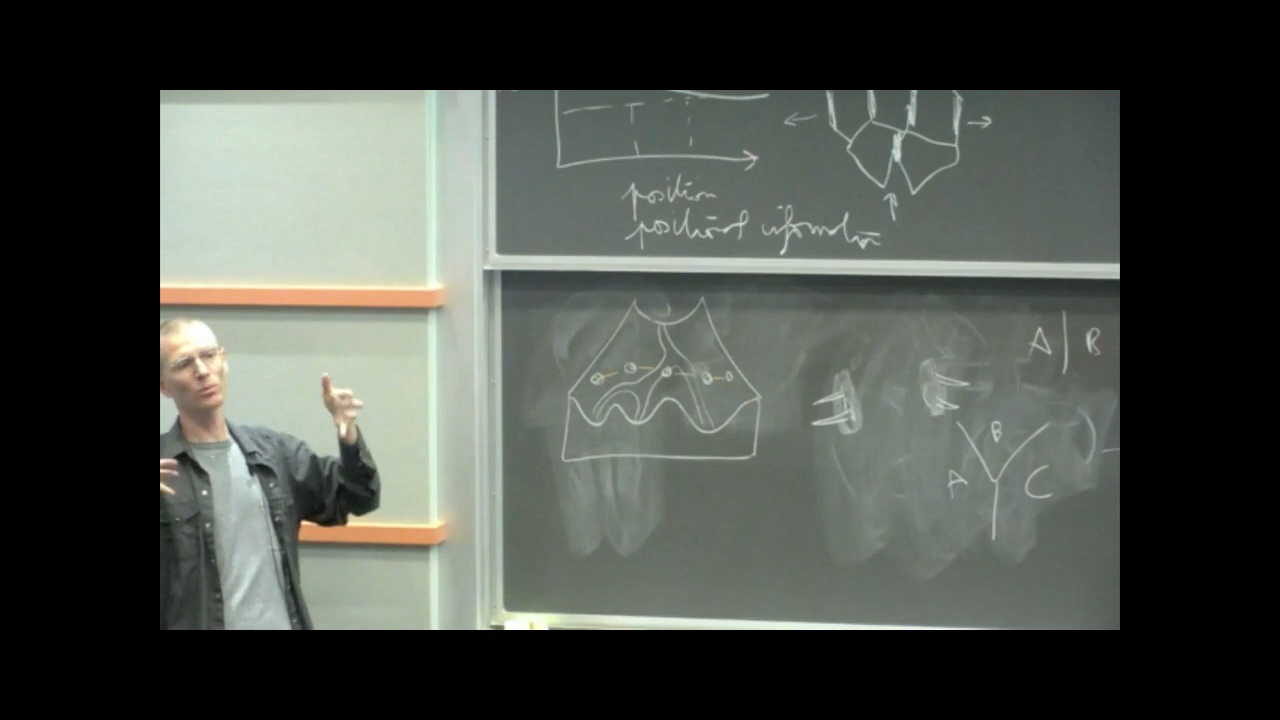 position
positional information
A | B
B
A C